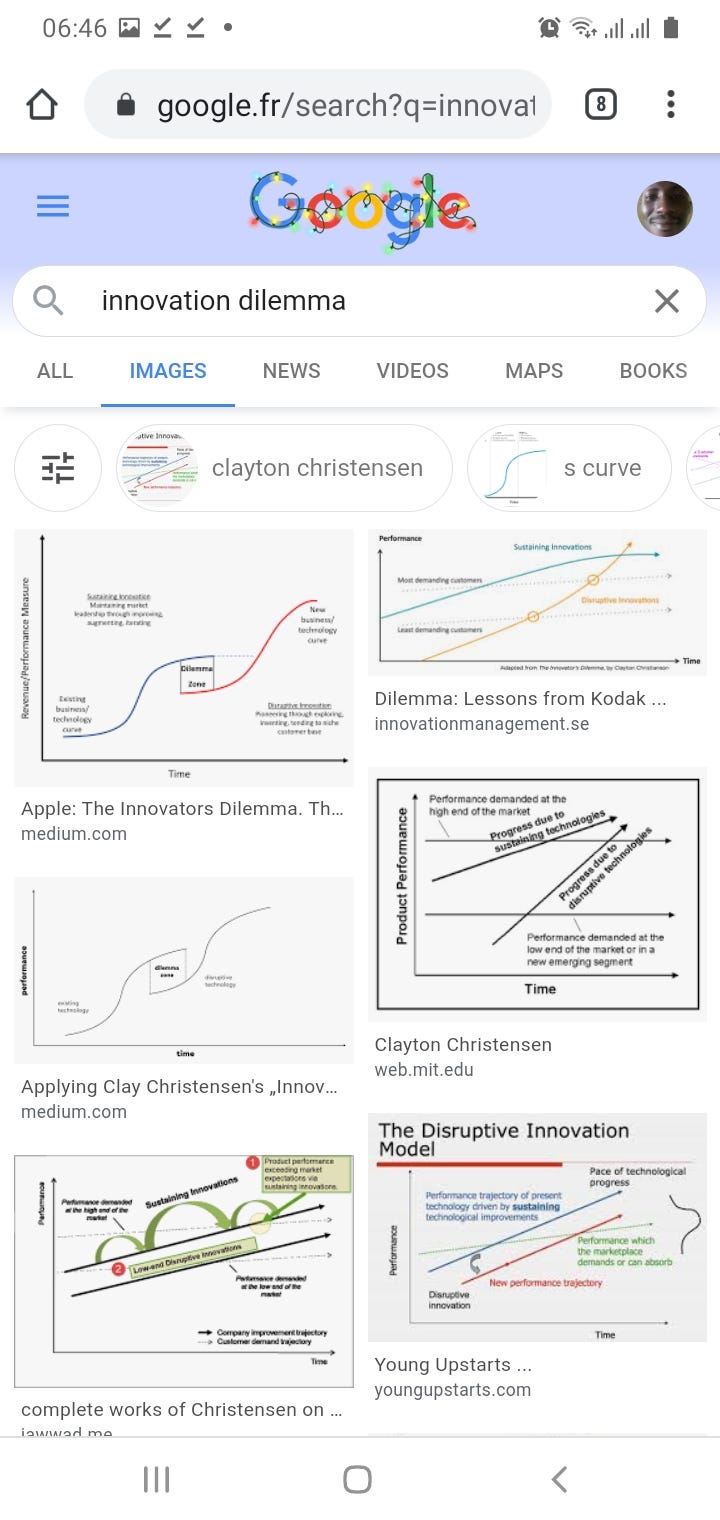 06:46
google.fr/search?q=innovat
8
Google
innovation dilemma
ALL IMAGES NEWS VIDEOS MAPS BOOKS
clayton christensen
s curve
Revenue/Performance Measure
Sustaining Innovation
Maintaining market
leadership through improving,
augmenting, iterating
New
business/
technology
curve
Dilemma
Zone
Existing
business/
technology
curve
Disruptive Innovation
Pioneering through exploring,
inventing, tending to niche
customer base
Time
Apple: The Innovators Dilemma. Th...
medium.com
Performance
Sustaining Innovations
Most demanding customers
Disruptive Innovations
Least demanding customers
Time
Adapted from The Innovator's Dilemma, by Clayton Christensen
Dilemma: Lessons from Kodak ...
innovationmanagement.se
Product Performance
Performance demanded at the
high end of the market
Progress due to
sustaining technologies
Progress due to
disruptive technologies
Performance demanded at the
low end of the market or in a
new emerging segment
Time
Clayton Christensen
web.mit.edu
performance
dilemma
zone
disruptive
technology
existing
technology
time
Applying Clay Christensen's „Innov...
medium.com
Performance
1
Product performance
exceeding market
expectations via
sustaining innovations.
Performance demanded
at the high end of the
market
Sustaining Innovations
2
Low-end Disruptive Innovations
Performance demanded
at the low end of the
market
Company improvement trajectory
Customer demand trajectory
Time
complete works of Christensen on ...
jawwad.me
The Disruptive Innovation
Model
Pace of technological
progress
Performance trajectory of present
technology driven by sustaining
technological improvements
Performance
Performance which
the marketplace
demands or can absorb
New performance trajectory
Disruptive
innovation
Time
Young Upstarts ...
youngupstarts.com